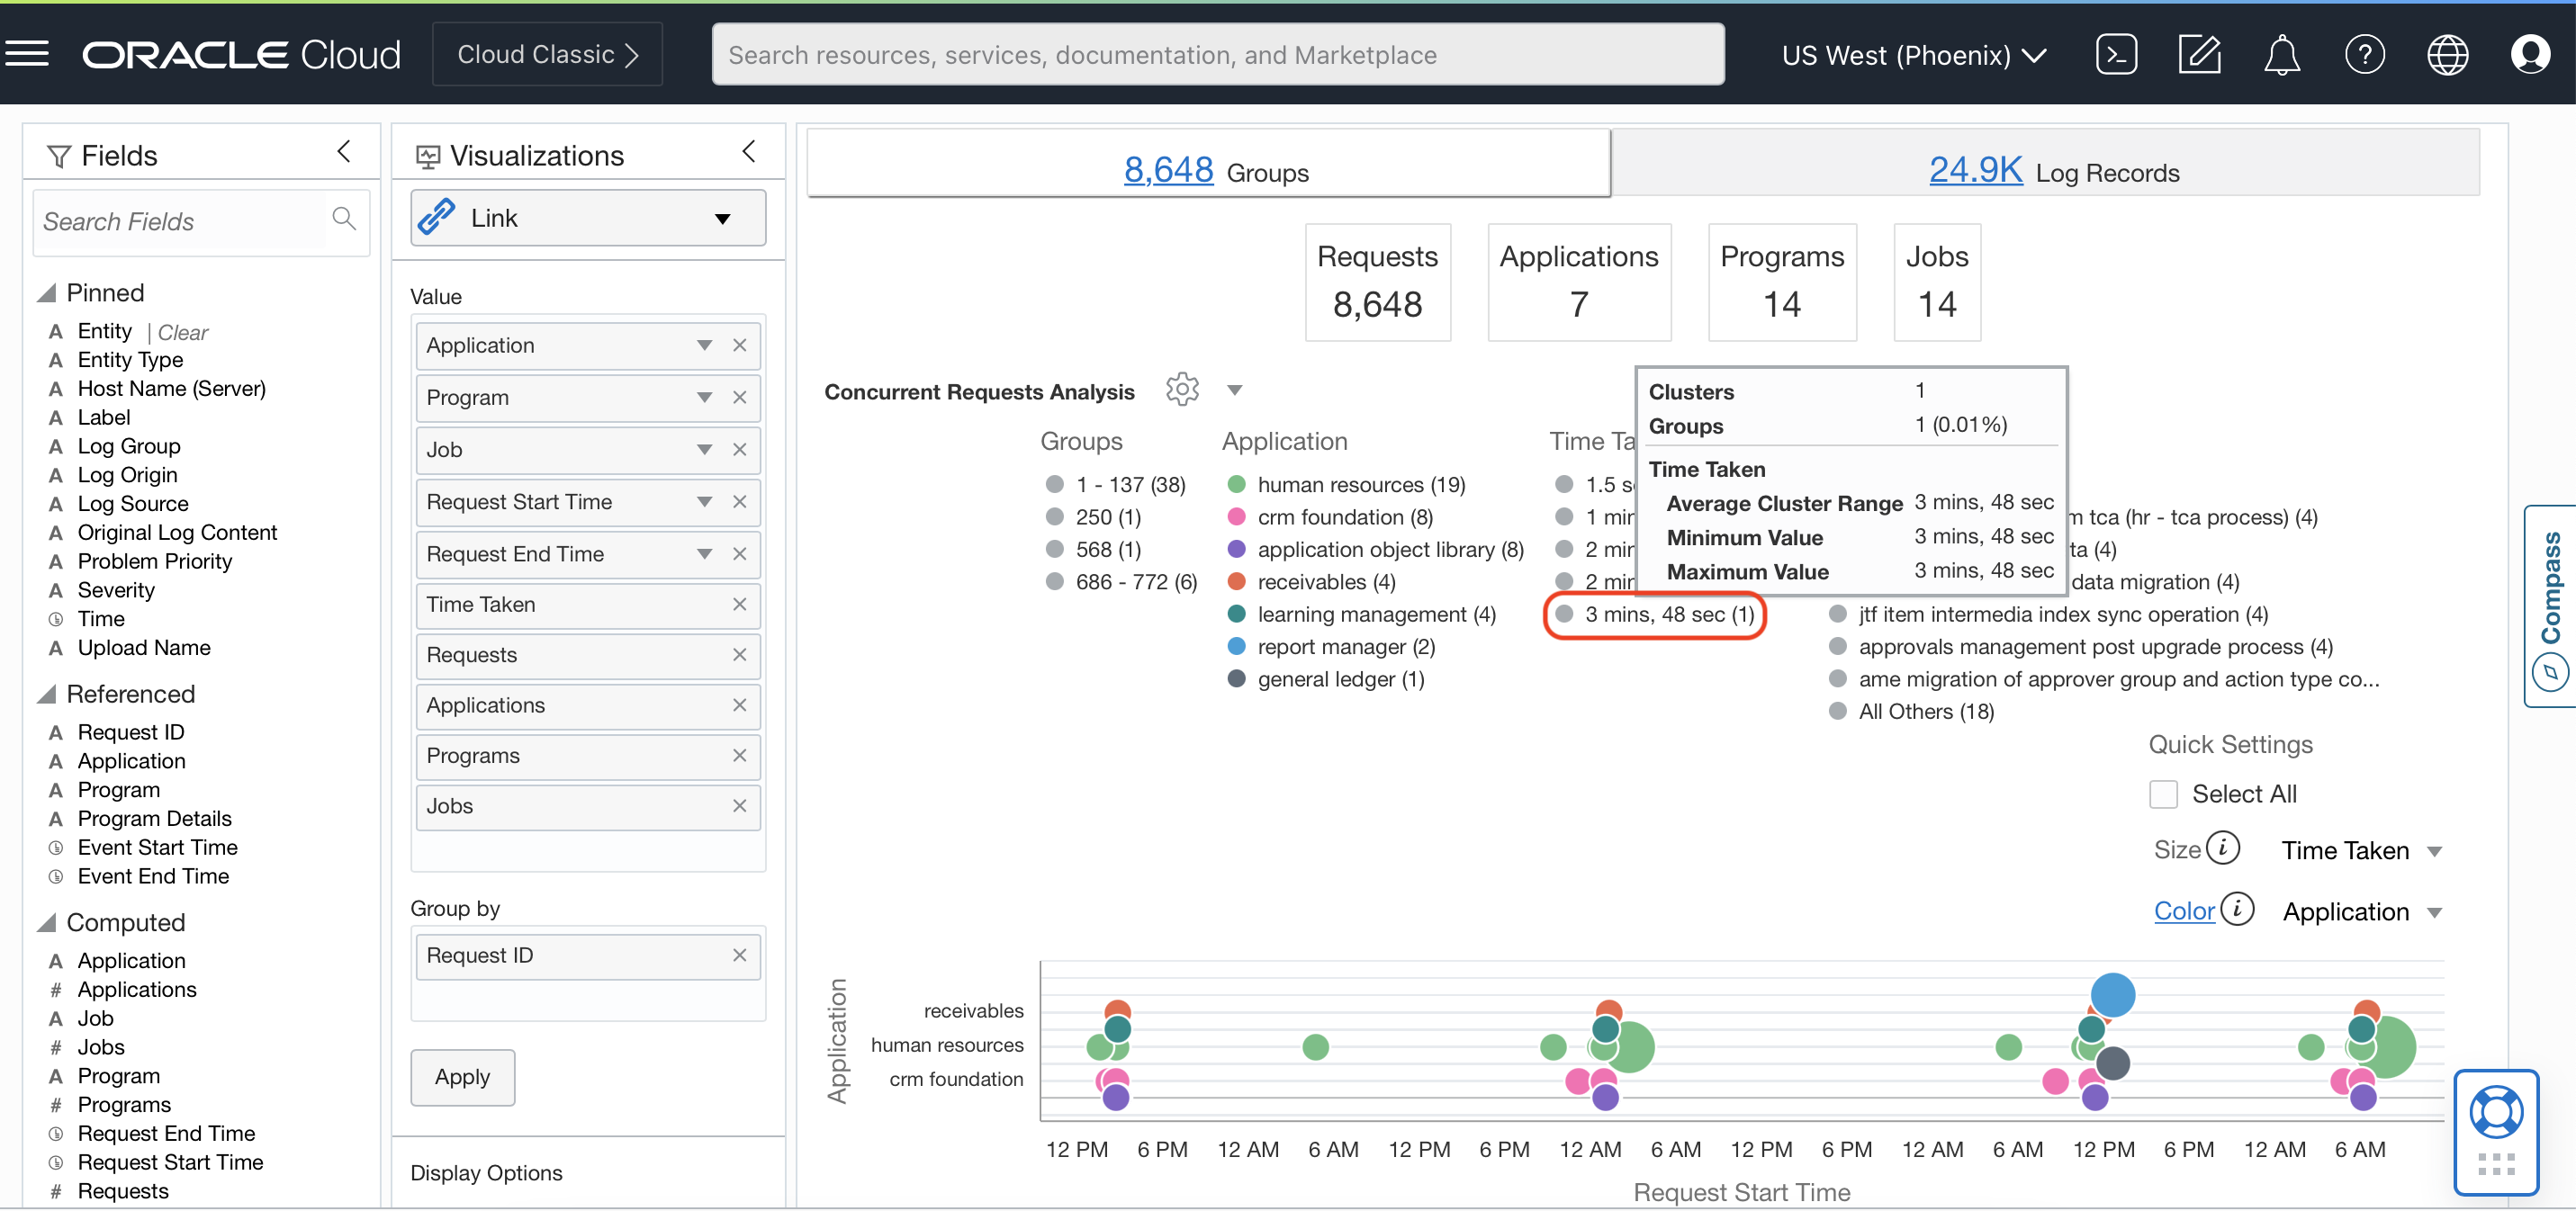 ORACLE Cloud
Cloud Classic
Search resources, services, documentation, and Marketplace
US West (Phoenix)
Fields
Search Fields
Pinned
A Entity | Clear
A Entity Type
A Host Name (Server)
A Label
A Log Group
A Log Origin
A Log Source
A Original Log Content
A Problem Priority
A Severity
Time
A Upload Name
Referenced
A Request ID
A Application
A Program
A Program Details
Event Start Time
Event End Time
Computed
A Application
# Applications
A Job
# Jobs
A Program
# Programs
Request End Time
Request Start Time
# Requests
Visualizations
Link
Value
Application
Program
Job
Request Start Time
Request End Time
Time Taken
Requests
Applications
Programs
Jobs
Group by
Request ID
Apply
Display Options
8,648 Groups
24.9K Log Records
Requests
8,648
Applications
7
Programs
14
Jobs
14
Concurrent Requests Analysis
Groups
1 - 137 (38)
250 (1)
568 (1)
686 - 772 (6)
Application
human resources (19)
crm foundation (8)
application object library (8)
receivables (4)
learning management (4)
report manager (2)
general ledger (1)
Time Ta
1.5 s
1 mir
2 mir
2 mir
3 mins, 48 sec (1)
Clusters 1
Groups 1 (0.01%)
Time Taken
Average Cluster Range 3 mins, 48 sec
Minimum Value 3 mins, 48 sec
Maximum Value 3 mins, 48 sec
m tca (hr - tca process) (4)
ta (4)
data migration (4)
jtf item intermedia index sync operation (4)
approvals management post upgrade process (4)
ame migration of approver group and action type co...
All Others (18)
Quick Settings
Select All
Size i Time Taken
Color i Application
Application
receivables
human resources
crm foundation
12 PM 6 PM 12 AM 6 AM 12 PM 6 PM 12 AM 6 AM 12 PM 6 PM 12 AM 6 AM 12 PM 6 PM 12 AM 6 AM
Request Start Time
Compass